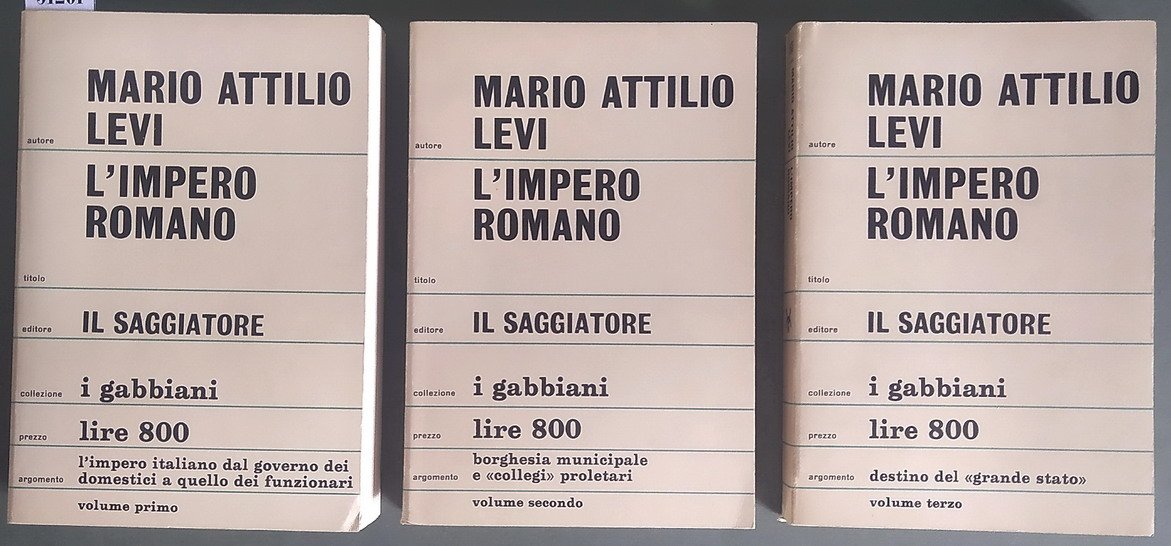 MARIO ATTILIO
autore LEVI
L'IMPERO
ROMANO
titolo
editore IL SAGGIATORE
collezione i gabbiani
prezzo lire 800
l'impero italiano dal governo dei
argomento domestici a quello dei funzionari
volume primo
MARIO ATTILIO
autore LEVI
L'IMPERO
ROMANO
titolo
editore IL SAGGIATORE
collezione i gabbiani
prezzo lire 800
borghesia municipale
argomento e «collegi» proletari
volume secondo
MARIO ATTILIO
autore LEVI
L'IMPERO
ROMANO
titolo
editore IL SAGGIATORE
collezione i gabbiani
prezzo lire 800
argomento destino del «grande stato»
volume terzo